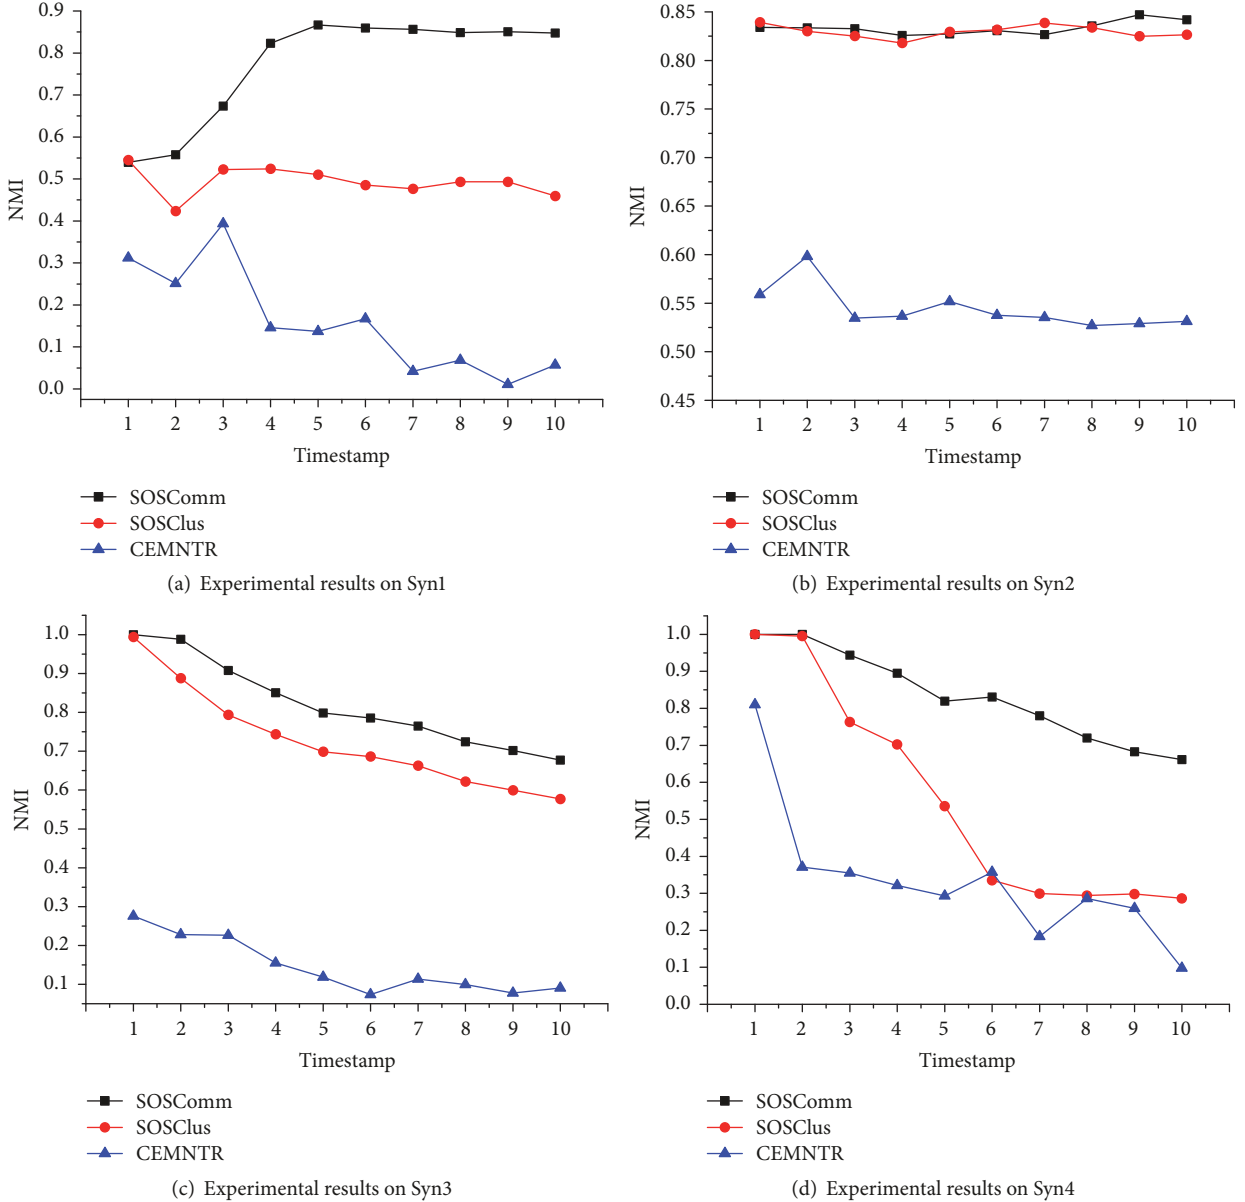 0.9
0.8
0.7
0.6
0.5
0.4
0.3
0.2
0.1
0.0
NMI
1 2 3 4 5 6 7 8 9 10
Timestamp
SOSComm
SOSClus
CEMNTR
(a) Experimental results on Syn1
0.85
0.80
0.75
0.70
0.65
0.60
0.55
0.50
0.45
NMI
1 2 3 4 5 6 7 8 9 10
Timestamp
SOSComm
SOSClus
CEMNTR
(b) Experimental results on Syn2
1.0
0.9
0.8
0.7
0.6
0.5
0.4
0.3
0.2
0.1
NMI
1 2 3 4 5 6 7 8 9 10
Timestamp
SOSComm
SOSClus
CEMNTR
(c) Experimental results on Syn3
1.0
0.9
0.8
0.7
0.6
0.5
0.4
0.3
0.2
0.1
0.0
NMI
1 2 3 4 5 6 7 8 9 10
Timestamp
SOSComm
SOSClus
CEMNTR
(d) Experimental results on Syn4